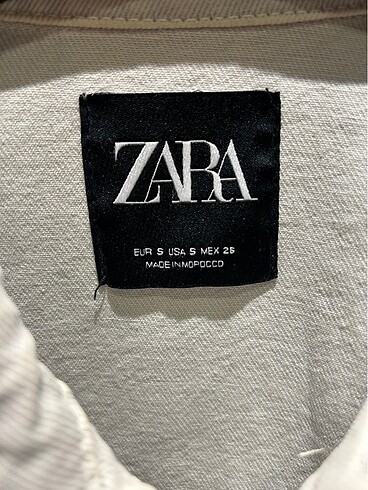 ZARA
EUR S USA S MEX 26
MADE IN MOROCCO